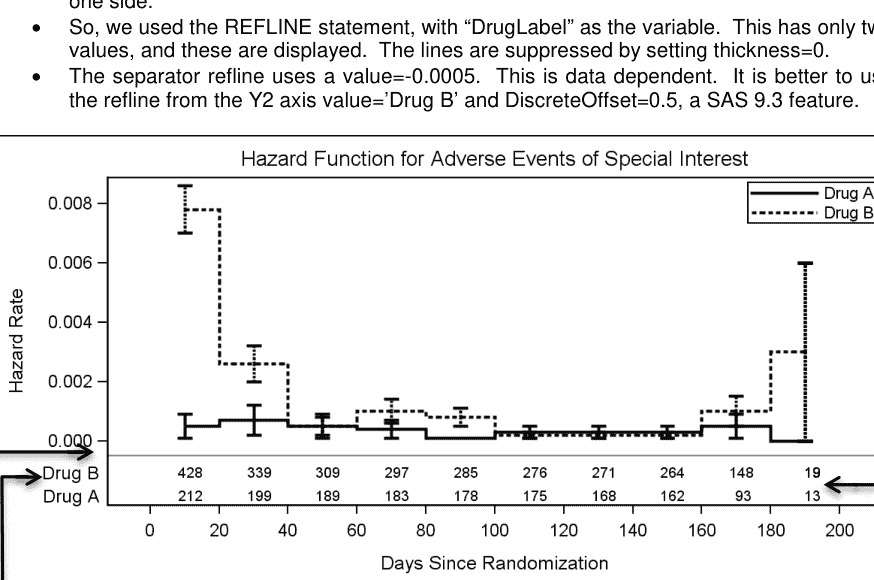 one side.
• So, we used the REFLINE statement, with “DrugLabel” as the variable. This has only
values, and these are displayed. The lines are suppressed by setting thickness=0.
• The separator refline uses a value=-0.0005. This is data dependent. It is better to
the refline from the Y2 axis value=’Drug B’ and DiscreteOffset=0.5, a SAS 9.3 feature.
Hazard Function for Adverse Events of Special Interest
Drug A
Drug B
Hazard Rate
0.008
0.006
0.004
0.002
0.000
Drug B 428 339 309 297 285 276 271 264 148 19
Drug A 212 199 189 183 178 175 168 162 93 13
0 20 40 60 80 100 120 140 160 180 200
Days Since Randomization